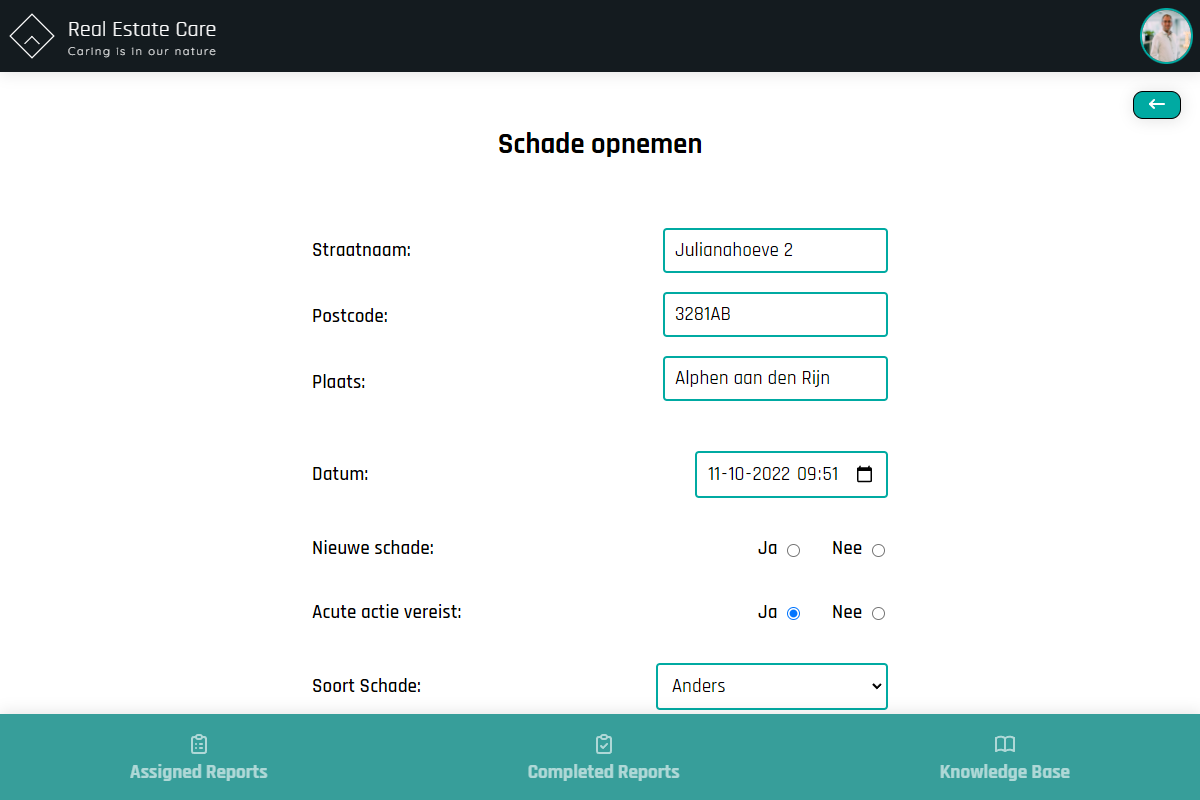 Real Estate Care
Caring is in our nature
Schade opnemen
Straatnaam: Julianahoeve 2
Postcode: 3281AB
Plaats: Alphen aan den Rijn
Datum: 11-10-2022 09:51
Nieuwe schade: Ja Nee
Acute actie vereist: Ja Nee
Soort Schade: Anders
Assigned Reports Completed Reports Knowledge Base